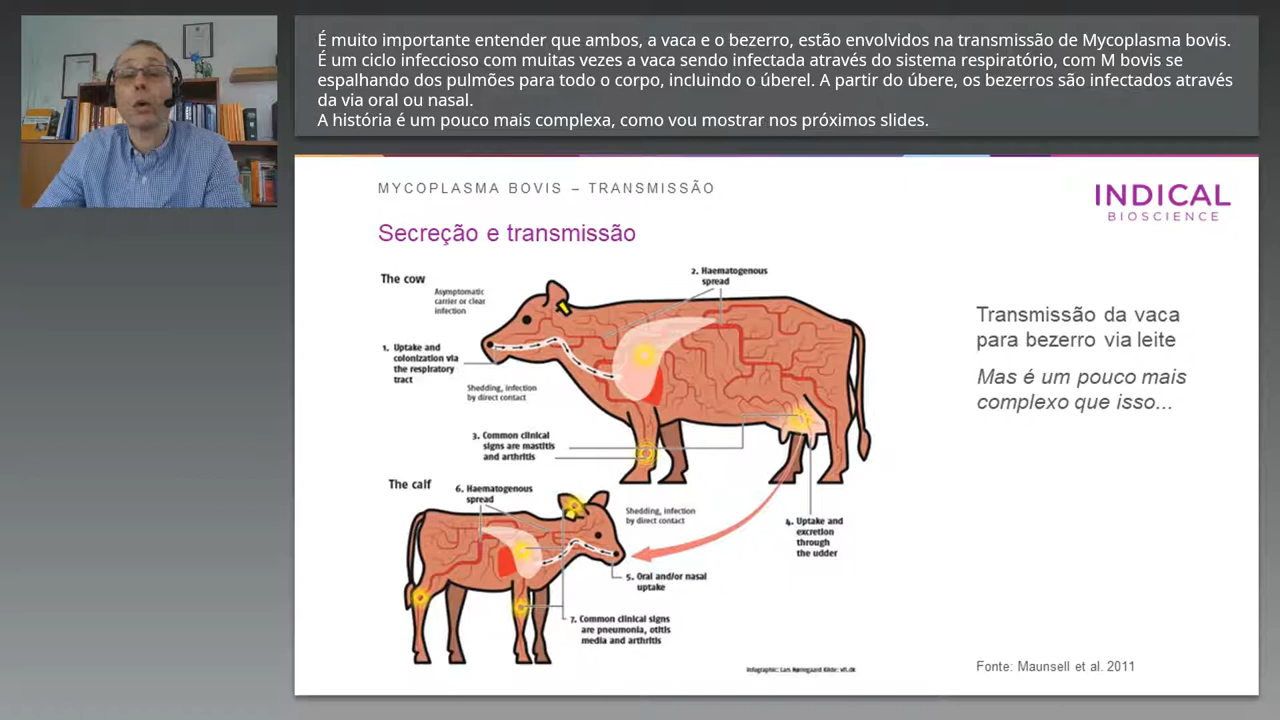 É muito importante entender que ambos, a vaca e o bezerro, estão envolvidos na transmissão de Mycoplasma bovis.
É um ciclo infeccioso com muitas vezes a vaca sendo infectada através do sistema respiratório, com M bovis se
espalhando dos pulmões para todo o corpo, incluindo o úberel. A partir do úbere, os bezerros são infectados através
da via oral ou nasal.
A história é um pouco mais complexa, como vou mostrar nos próximos slides.
MYCOPLASMA BOVIS – TRANSMISSÃO
INDICAL
BIOSCIENCE
Secreção e transmissão
The cow
Asymptomatic
carrier or clear
infection
2. Haematogenous
spread
1. Uptake and
colonization via
the respiratory
tract
Shedding, infection
by direct contact
3. Common clinical
signs are mastitis
and arthritis
The calf
6. Haematogenous
spread
Shedding, infection
by direct contact
4. Uptake and
excretion
through
the udder
5. Oral and/or nasal
uptake
7. Common clinical signs
are pneumonia, otitis
media and arthritis
Infographic: Lars Nørregaard Kilde: vfl.dk
Transmissão da vaca
para bezerro via leite
Mas é um pouco mais
complexo que isso...
Fonte: Maunsell et al. 2011